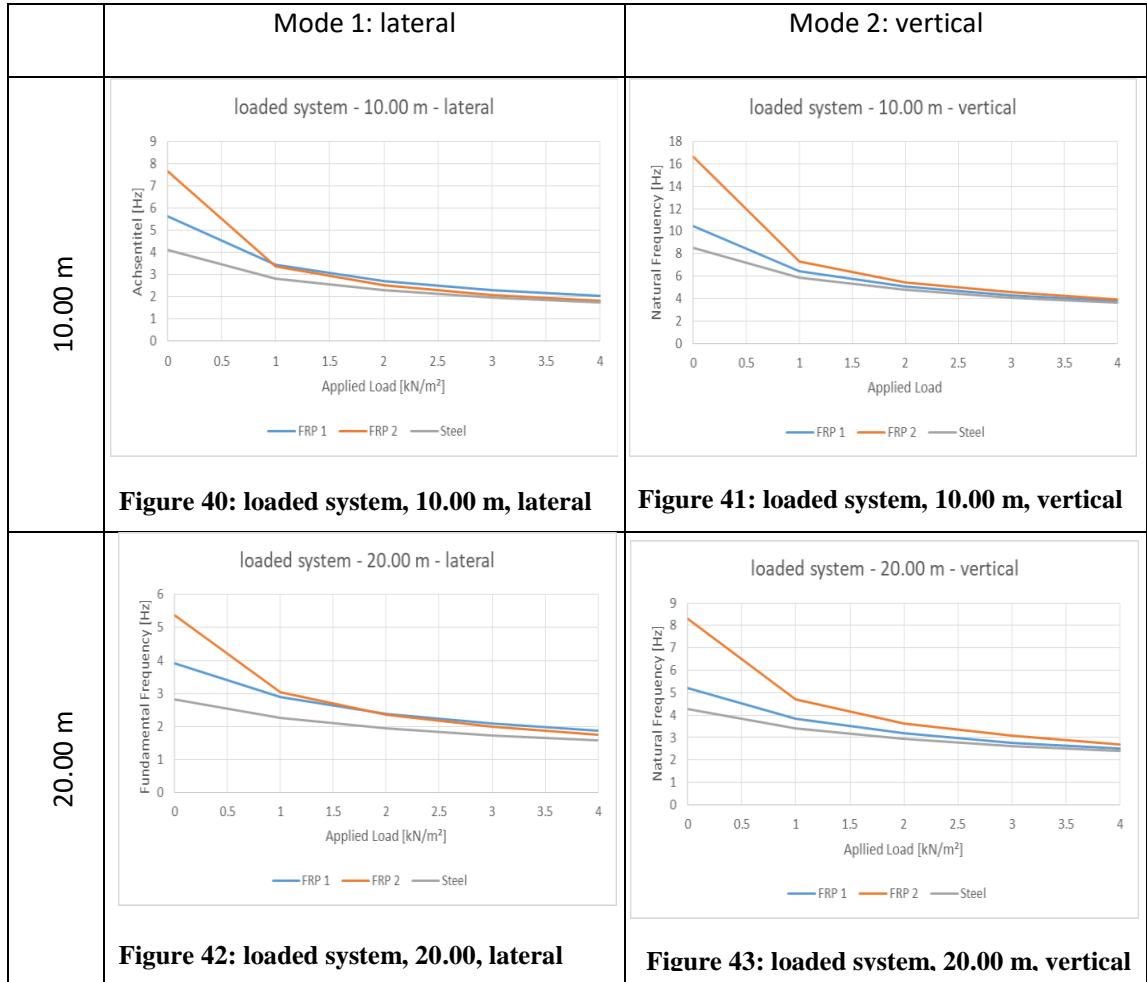 Mode 1: lateral
Mode 2: vertical
10.00 m
loaded system - 10.00 m - lateral
Achsentitel [Hz]
9
8
7
6
5
4
3
2
1
0
0 0.5 1 1.5 2 2.5 3 3.5 4
Applied Load [kN/m²]
FRP 1 FRP 2 Steel
Figure 40: loaded system, 10.00 m, lateral
loaded system - 10.00 m - vertical
Natural Frequency [Hz]
18
16
14
12
10
8
6
4
2
0
0 0.5 1 1.5 2 2.5 3 3.5 4
Applied Load
FRP 1 FRP 2 Steel
Figure 41: loaded system, 10.00 m, vertical
20.00 m
loaded system - 20.00 m - lateral
Fundamental Frequency [Hz]
6
5
4
3
2
1
0
0 0.5 1 1.5 2 2.5 3 3.5 4
Applied Load [kN/m²]
FRP 1 FRP 2 Steel
Figure 42: loaded system, 20.00, lateral
loaded system - 20.00 m - vertical
Natural Frequency [Hz]
9
8
7
6
5
4
3
2
1
0
0 0.5 1 1.5 2 2.5 3 3.5 4
Apllied Load [kN/m²]
FRP 1 FRP 2 Steel
Figure 43: loaded system, 20.00 m, vertical